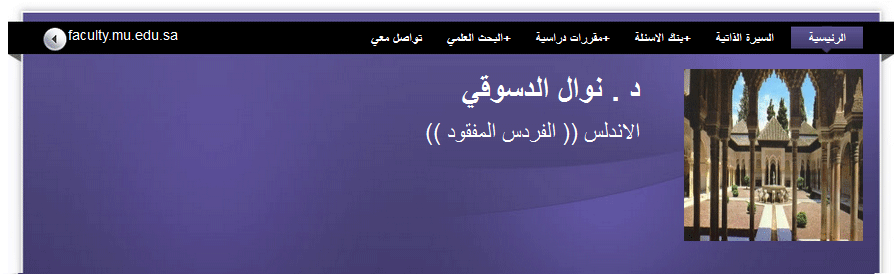 الرئيسية السيرة الذاتية +بنك الاسئلة +مقررات دراسية +البحث العلمي تواصل معي faculty.mu.edu.sa
د . نوال الدسوقي
الاندلس (( الفردس المفقود ))